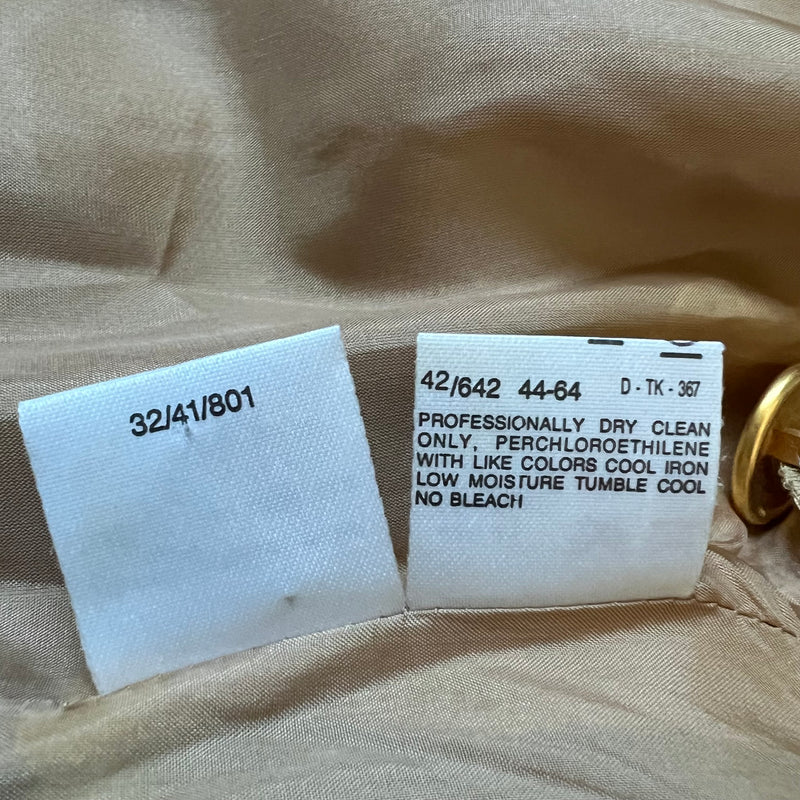 32/41/801
42/642 44-64 D - TK - 367
PROFESSIONALLY DRY CLEAN
ONLY, PERCHLOROETHILENE
WITH LIKE COLORS COOL IRON
LOW MOISTURE TUMBLE COOL
NO BLEACH